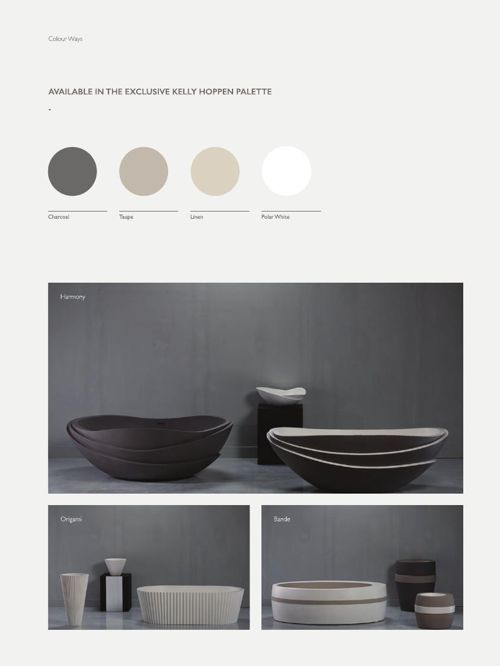 Colour Ways
AVAILABLE IN THE EXCLUSIVE KELLY HOPPEN PALETTE
-
Charcoal
Taupe
Linen
Polar White
Harmony
Origami
Bande